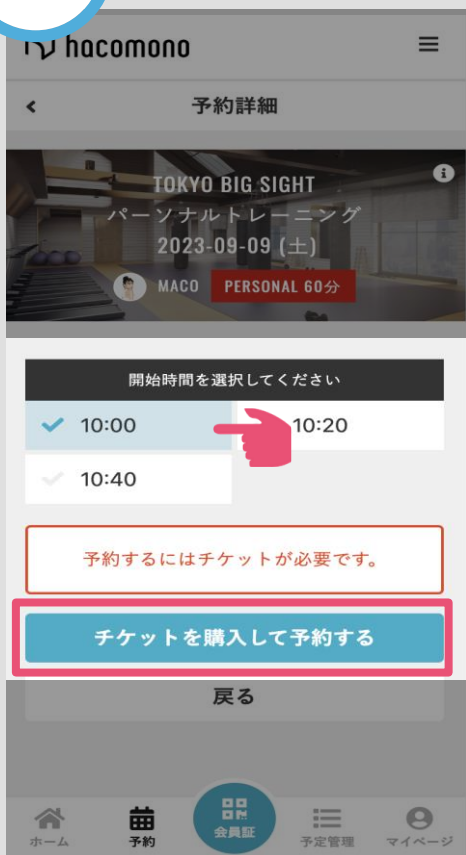 hacomono
予約詳細
TOKYO BIG SIGHT
パーソナルトレーニング
2023-09-09 (土)
MACO PERSONAL 60分
開始時間を選択してください
10:00 10:20
10:40
予約するにはチケットが必要です。
チケットを購入して予約する
戻る
ホーム 予約 会員証 予定管理 マイページ